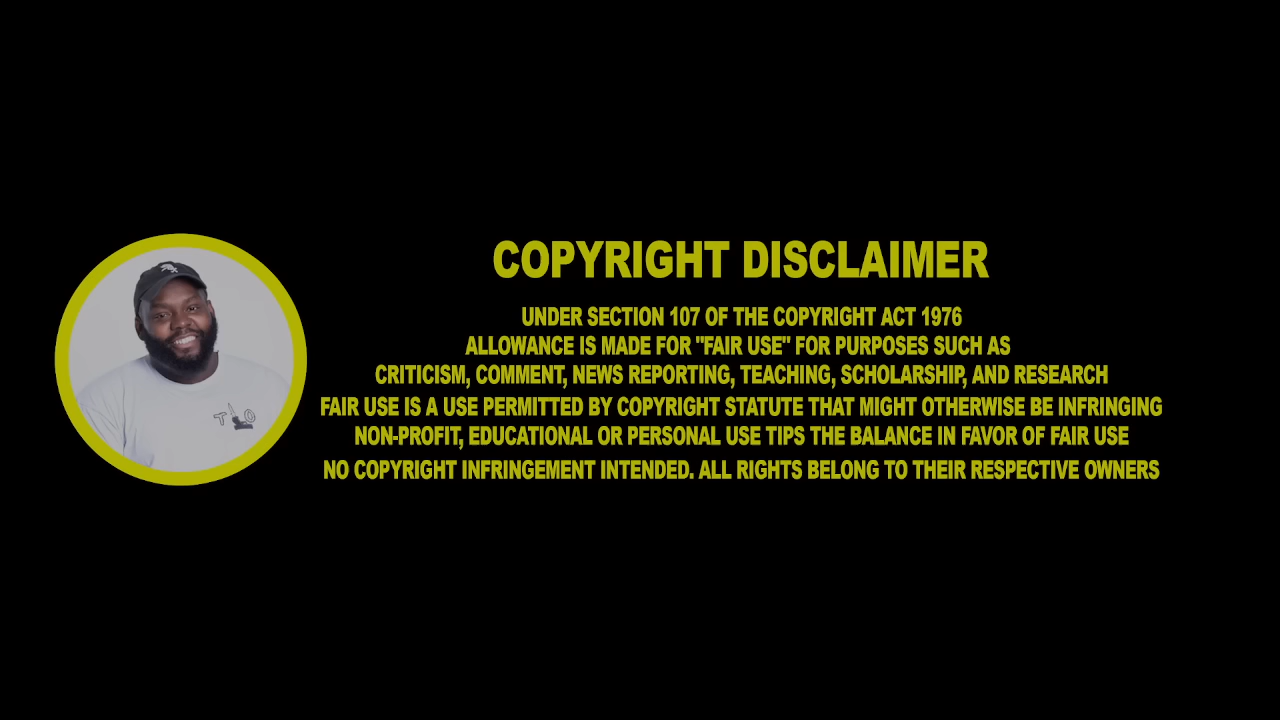 COPYRIGHT DISCLAIMER
UNDER SECTION 107 OF THE COPYRIGHT ACT 1976
ALLOWANCE IS MADE FOR "FAIR USE" FOR PURPOSES SUCH AS
CRITICISM, COMMENT, NEWS REPORTING, TEACHING, SCHOLARSHIP, AND RESEARCH
FAIR USE IS A USE PERMITTED BY COPYRIGHT STATUTE THAT MIGHT OTHERWISE BE INFRINGING
NON-PROFIT, EDUCATIONAL OR PERSONAL USE TIPS THE BALANCE IN FAVOR OF FAIR USE
NO COPYRIGHT INFRINGEMENT INTENDED. ALL RIGHTS BELONG TO THEIR RESPECTIVE OWNERS